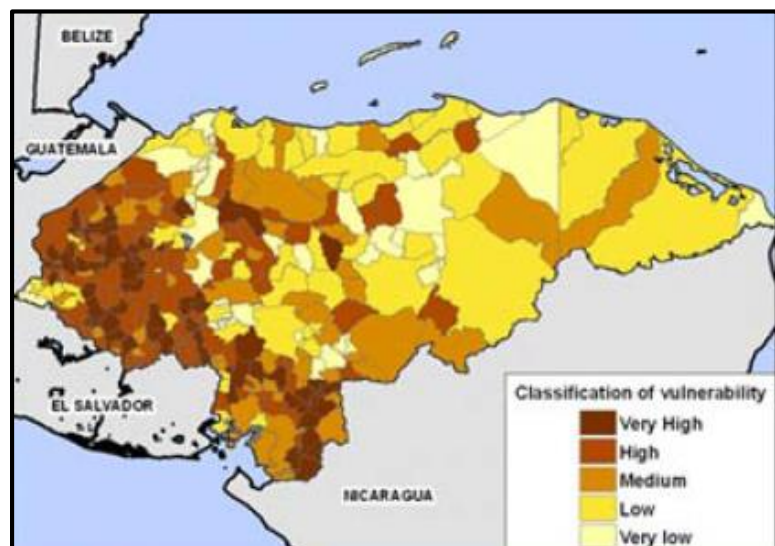 BELIZE
GUATEMALA
EL SALVADOR
NICARAGUA
Classification of vulnerability
Very High
High
Medium
Low
Very low